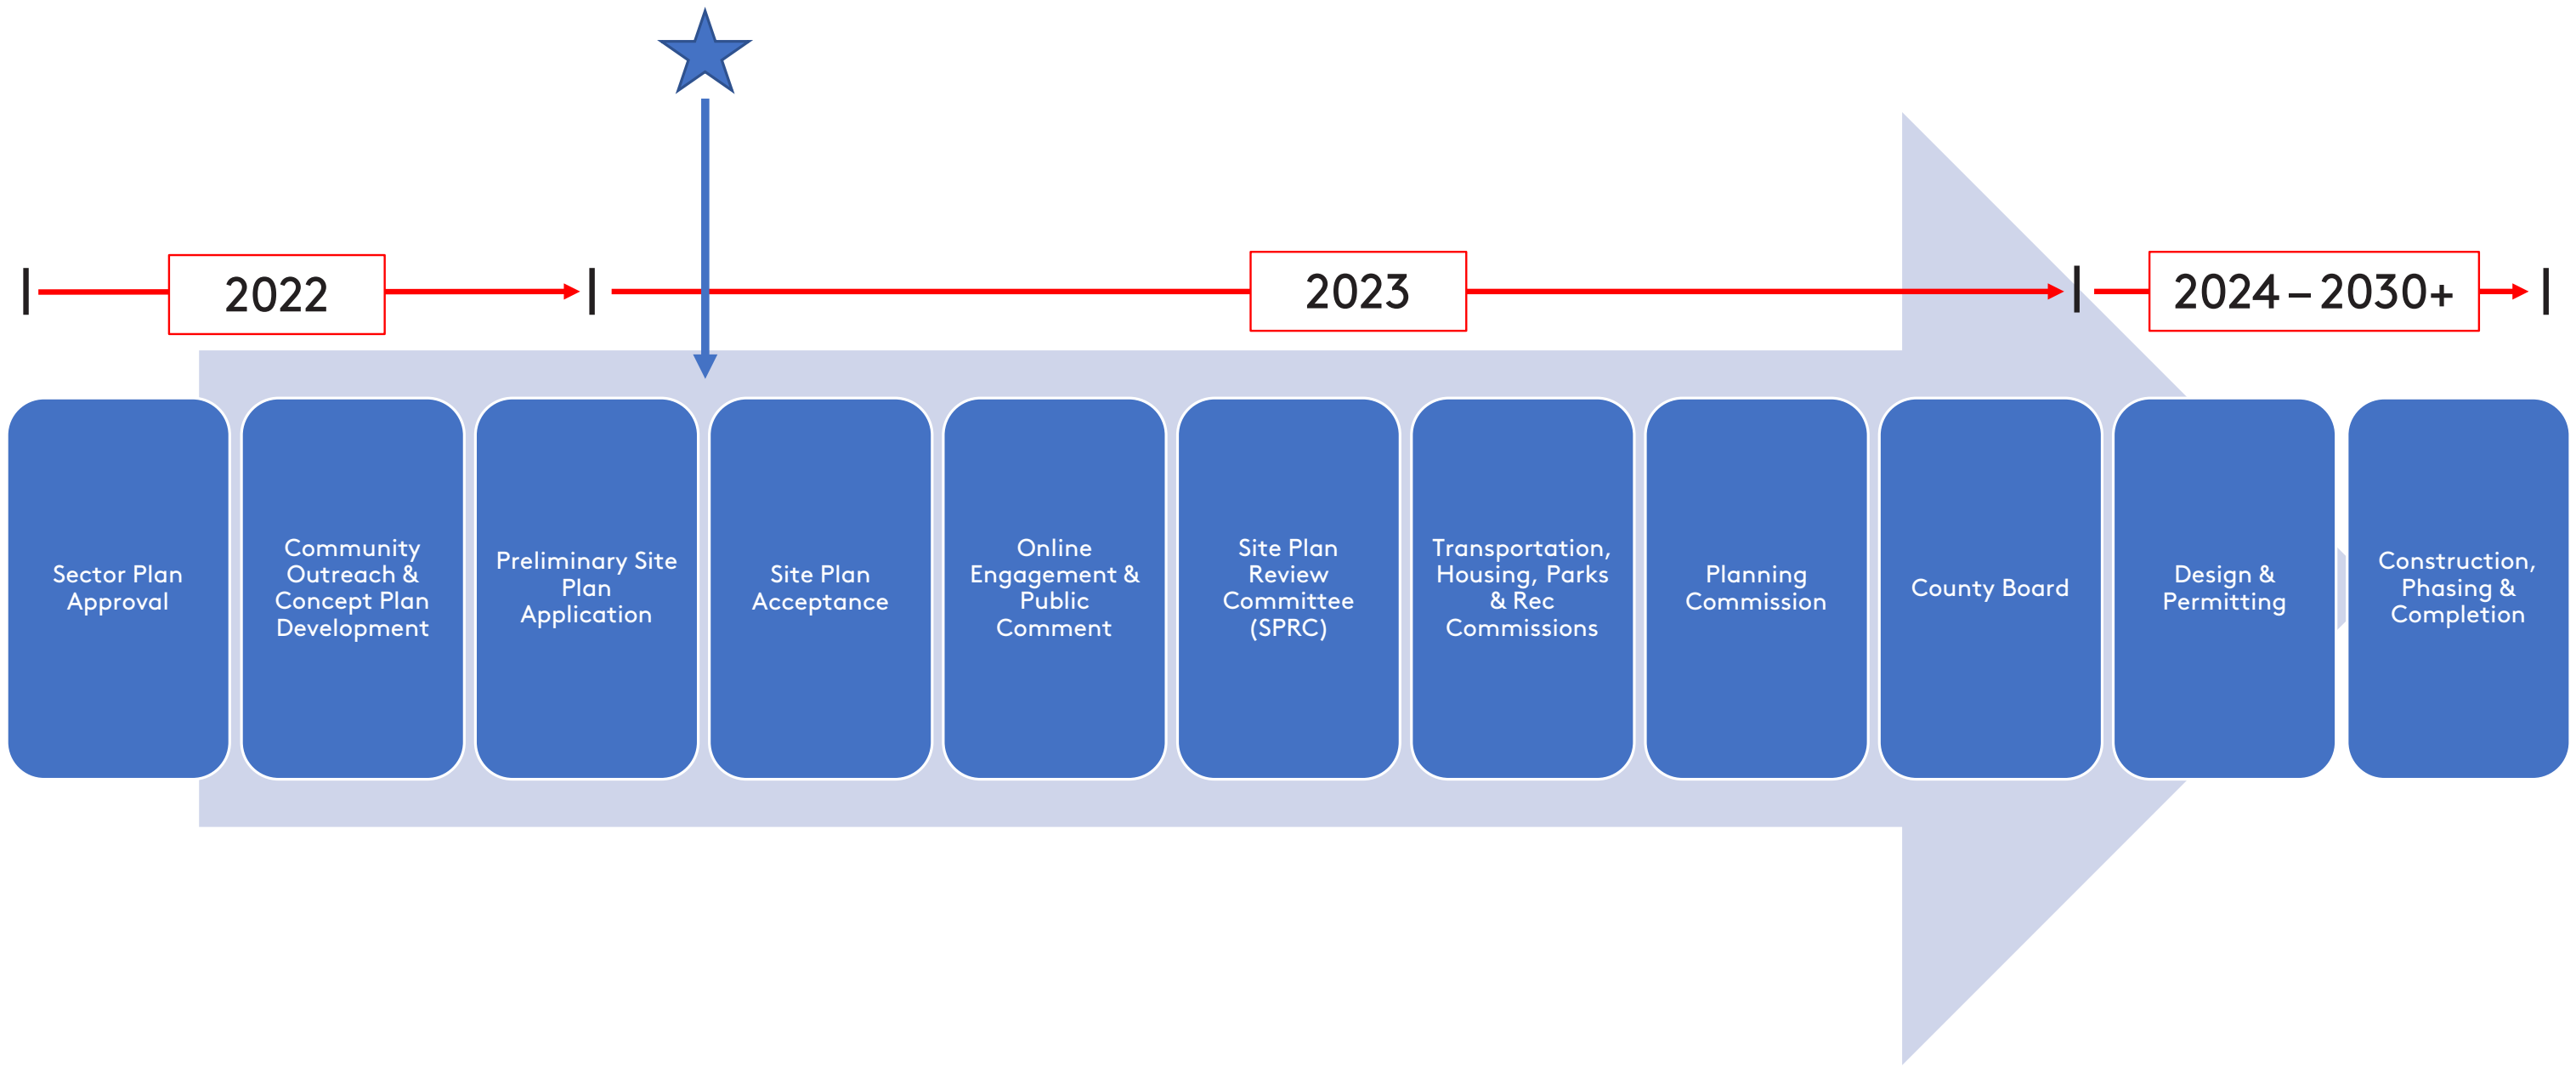 2022
2023
2024 – 2030+
Sector Plan
Approval
Community
Outreach &
Concept Plan
Development
Preliminary Site
Plan
Application
Site Plan
Acceptance
Online
Engagement &
Public
Comment
Site Plan
Review
Committee
(SPRC)
Transportation,
Housing, Parks
& Rec
Commissions
Planning
Commission
County Board
Design &
Permitting
Construction,
Phasing &
Completion